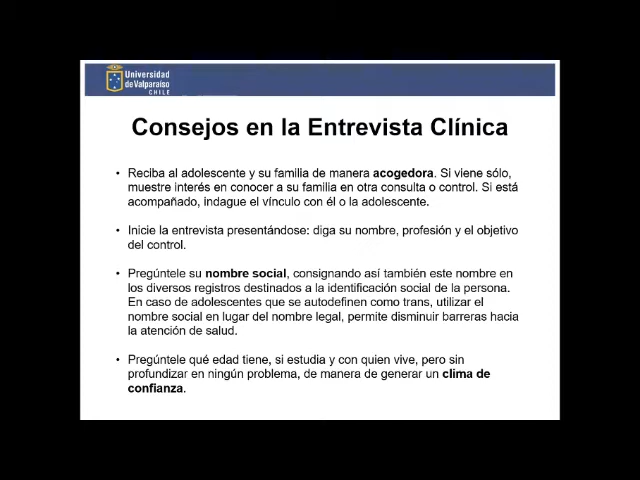 Universidad
de Valparaíso
CHILE
Consejos en la Entrevista Clínica
• Reciba al adolescente y su familia de manera acogedora. Si viene sólo,
muestre interés en conocer a su familia en otra consulta o control. Si está
acompañado, indague el vínculo con él o la adolescente.
• Inicie la entrevista presentándose: diga su nombre, profesión y el objetivo
del control.
• Pregúntele su nombre social, consignando así también este nombre en
los diversos registros destinados a la identificación social de la persona.
En caso de adolescentes que se autodefinen como trans, utilizar el
nombre social en lugar del nombre legal, permite disminuir barreras hacia
la atención de salud.
• Pregúntele qué edad tiene, si estudia y con quien vive, pero sin
profundizar en ningún problema, de manera de generar un clima de
confianza.